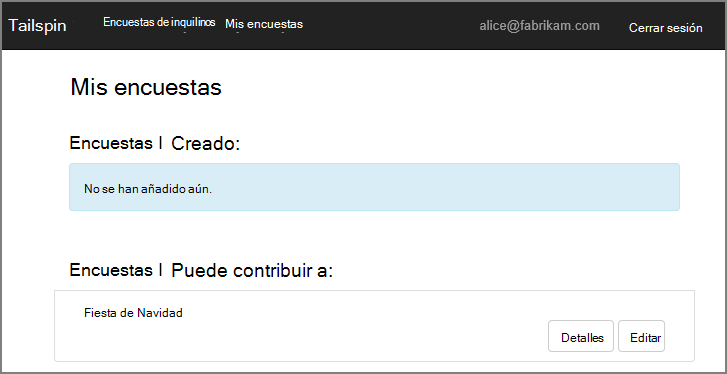 Tailspin Encuestas de inquilinos Mis encuestas alice@fabrikam.com Cerrar sesión
Mis encuestas
Encuestas I Creado:
No se han añadido aún.
Encuestas I Puede contribuir a:
Fiesta de Navidad
Detalles Editar